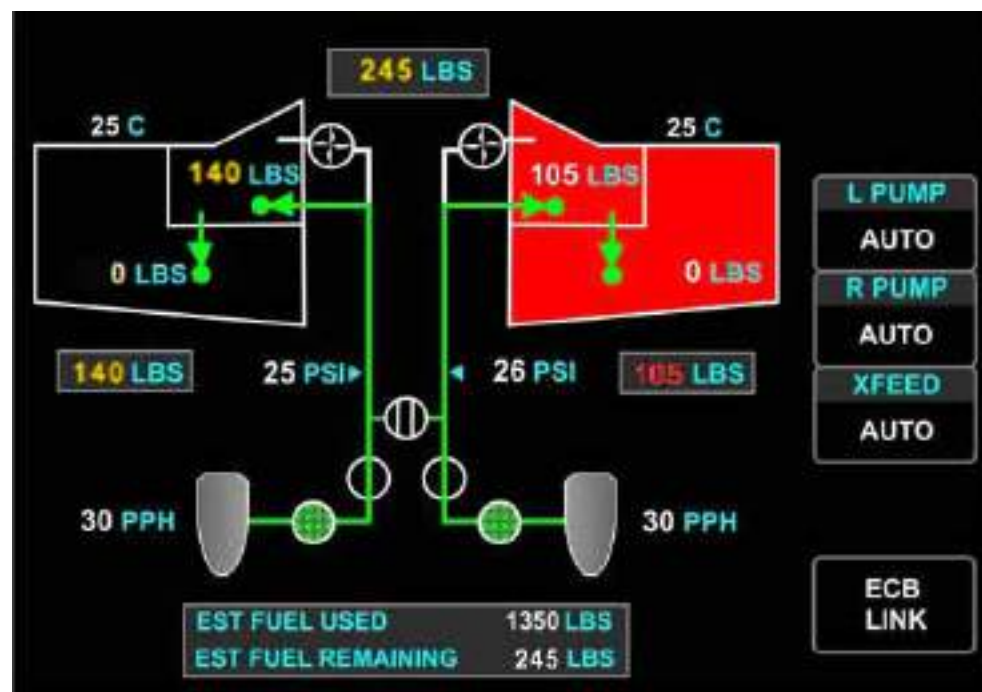 245 LBS
25 C
25 C
140 LBS
105 LBS
0 LBS
0 LBS
140 LBS
25 PSI
26 PSI
105 LBS
30 PPH
30 PPH
EST FUEL USED 1350 LBS
EST FUEL REMAINING 245 LBS
L PUMP
AUTO
R PUMP
AUTO
XFEED
AUTO
ECB
LINK